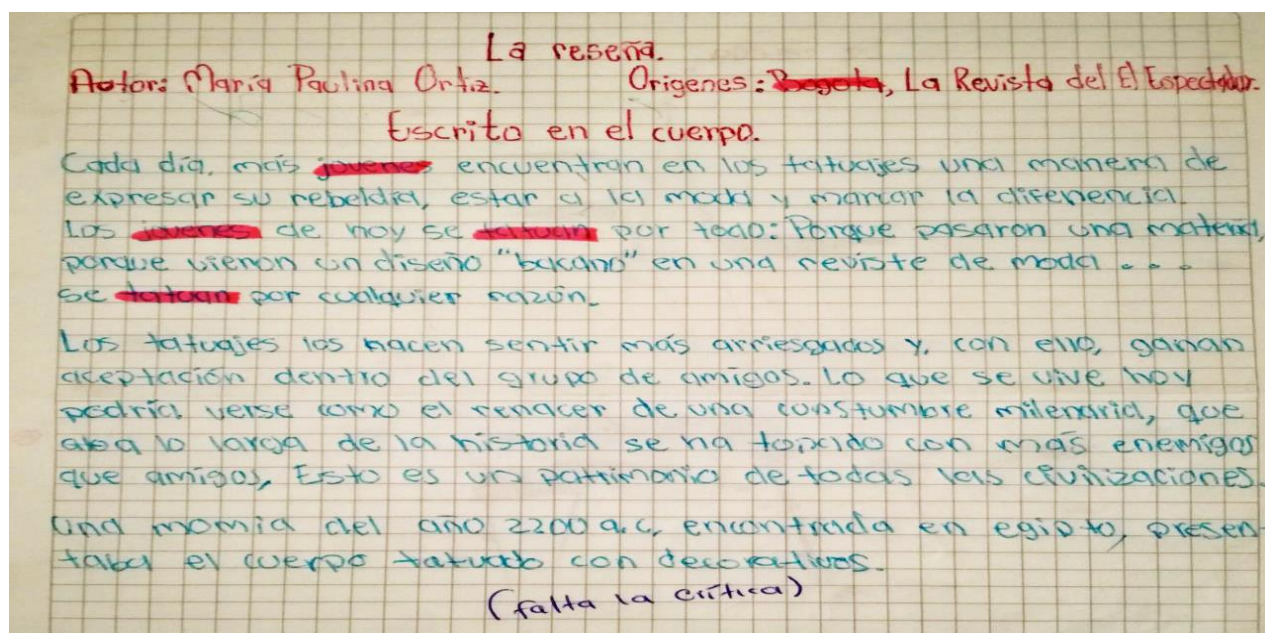 La reseña.
Autor: María Paulina Ortiz. Origenes: Bogota, La Revista del El Espectador.
Escrito en el cuerpo.
Cada día, más jovenes encuentran en los tatuajes una manera de
expresar su rebeldía, estar a la moda y marcar la diferencia.
Los jovenes de hoy se tatuan por todo: Porque pasaron una materia,
porque vieron un diseño "bacano" en una reviste de moda ...
se tatuan por cualquier razón.
Los tatuajes los hacen sentir más arriesgados y, con ello, ganan
aceptación dentro del grupo de amigos. Lo que se vive hoy
podría verse como el renacer de una constumbre milenaria, que
a lo larga de la historia se ha topado con más enemigos
que amigos, Esto es un patrimonio de todas las civilizaciones.
Una momia del año 2200 a.c, encontrada en egipto, presen-
taba el cuerpo tatuado con decorativos.
(falta la crítica)